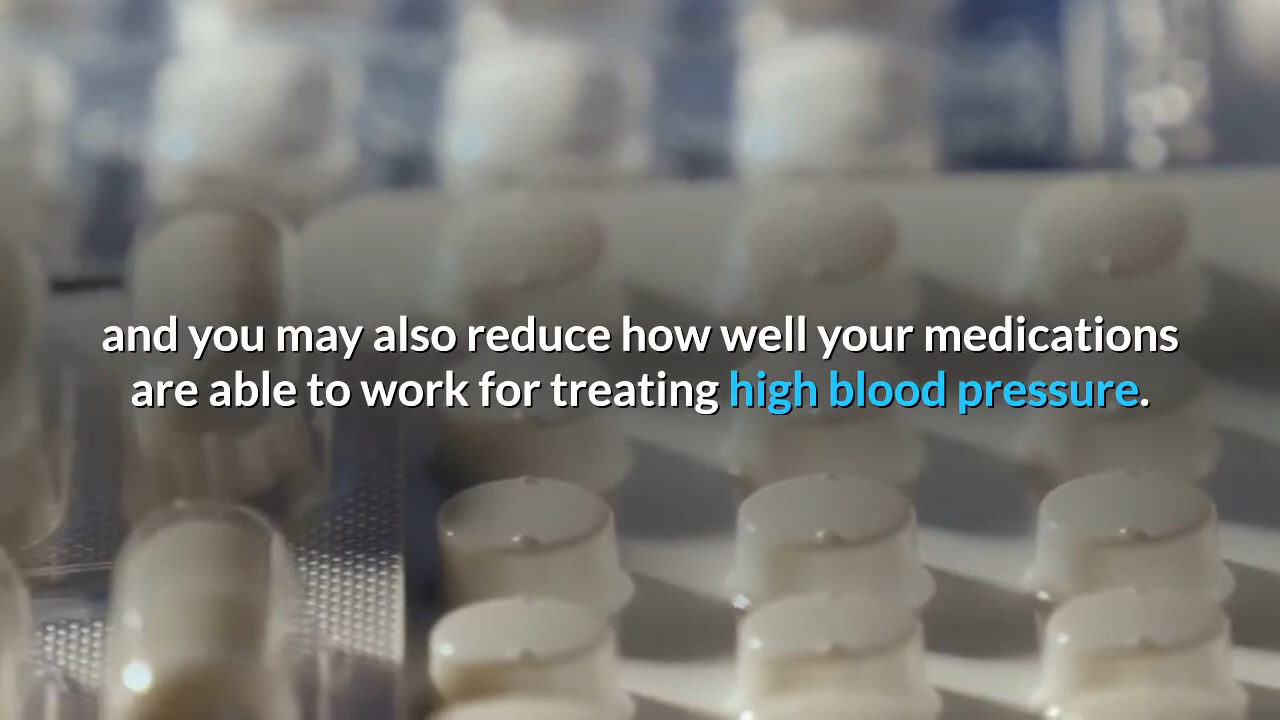 and you may also reduce how well your medications
are able to work for treating high blood pressure.